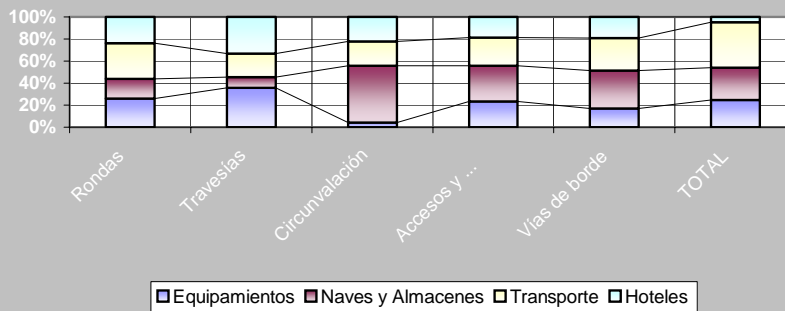 100%
80%
60%
40%
20%
0%
Rondas
Travesías
Circunvalación
Accesos y ...
Vías de borde
TOTAL
Equipamientos Naves y Almacenes Transporte Hoteles